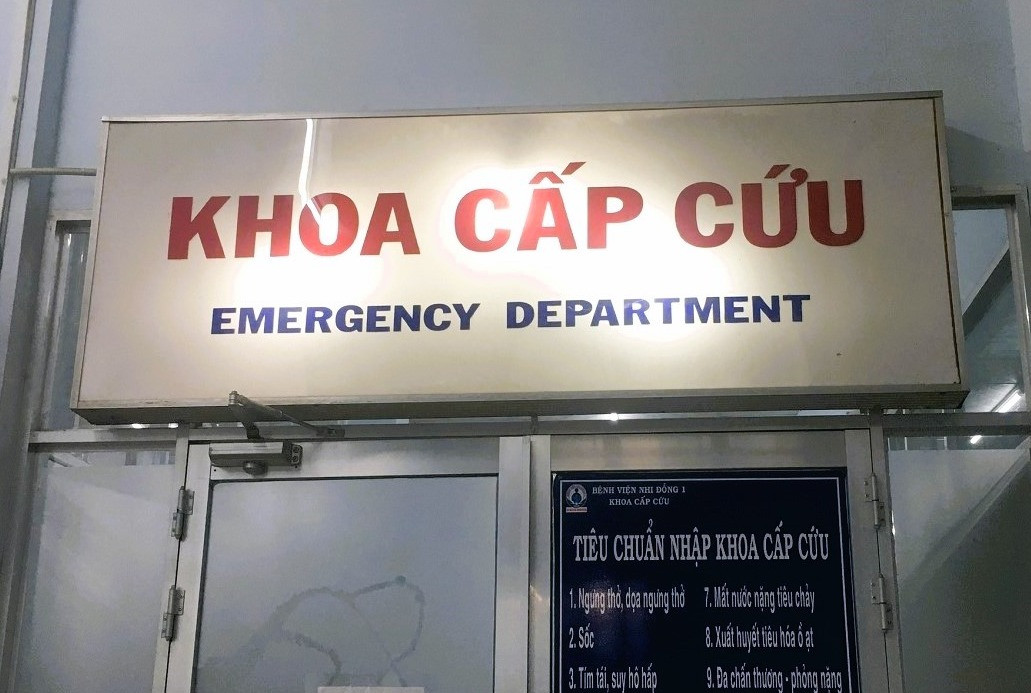 KHOA CẤP CỨU
EMERGENCY DEPARTMENT
BỆNH VIỆN NHI ĐỒNG 1
KHOA CẤP CỨU
TIÊU CHUẨN NHẬP KHOA CẤP CỨU
1. Ngưng thở, dọa ngưng thở
2. Sốc
3. Tím tái, suy hô hấp
7. Mất nước nặng tiêu chảy
8. Xuất huyết tiêu hóa ồ ạt
9. Đa chấn thương - phỏng nặng